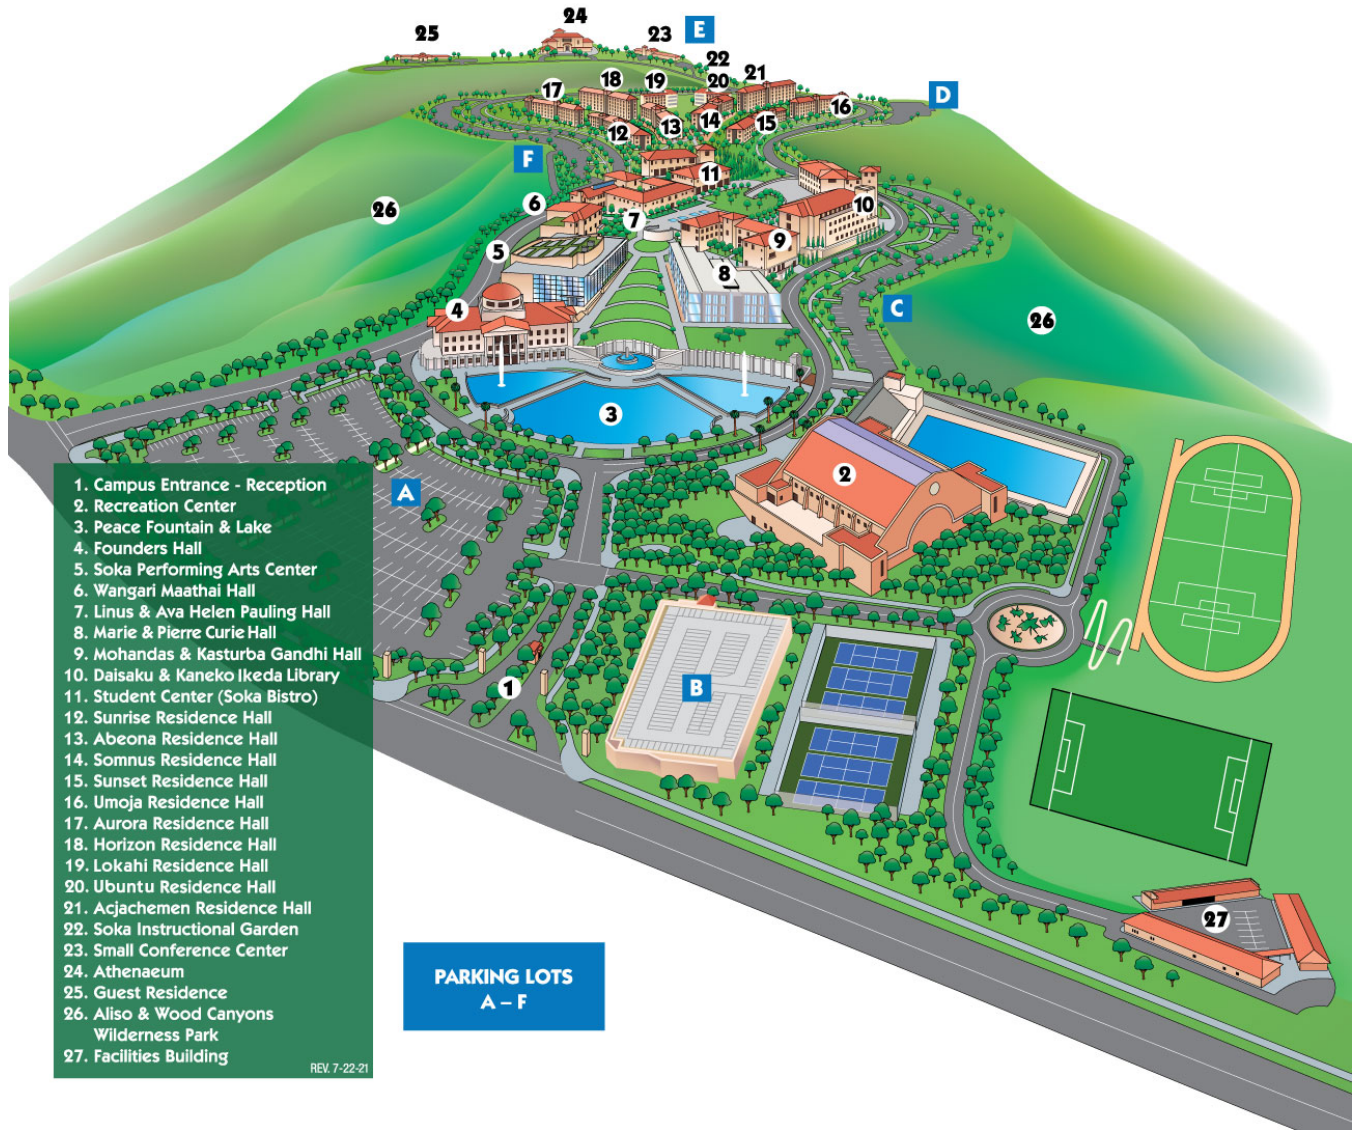 24
25
23
E
22
21
20
19
18
17
16
D
14
13
15
12
F
11
26
6
10
7
9
5
8
4
C
26
3
2
A
B
1
27
1. Campus Entrance - Reception
2. Recreation Center
3. Peace Fountain & Lake
4. Founders Hall
5. Soka Performing Arts Center
6. Wangari Maathai Hall
7. Linus & Ava Helen Pauling Hall
8. Marie & Pierre Curie Hall
9. Mohandas & Kasturba Gandhi Hall
10. Daisaku & Kaneko Ikeda Library
11. Student Center (Soka Bistro)
12. Sunrise Residence Hall
13. Abeona Residence Hall
14. Somnus Residence Hall
15. Sunset Residence Hall
16. Umoja Residence Hall
17. Aurora Residence Hall
18. Horizon Residence Hall
19. Lokahi Residence Hall
20. Ubuntu Residence Hall
21. Acjachemen Residence Hall
22. Soka Instructional Garden
23. Small Conference Center
24. Athenaeum
25. Guest Residence
26. Aliso & Wood Canyons
Wilderness Park
27. Facilities Building
REV. 7-22-21
PARKING LOTS
A – F